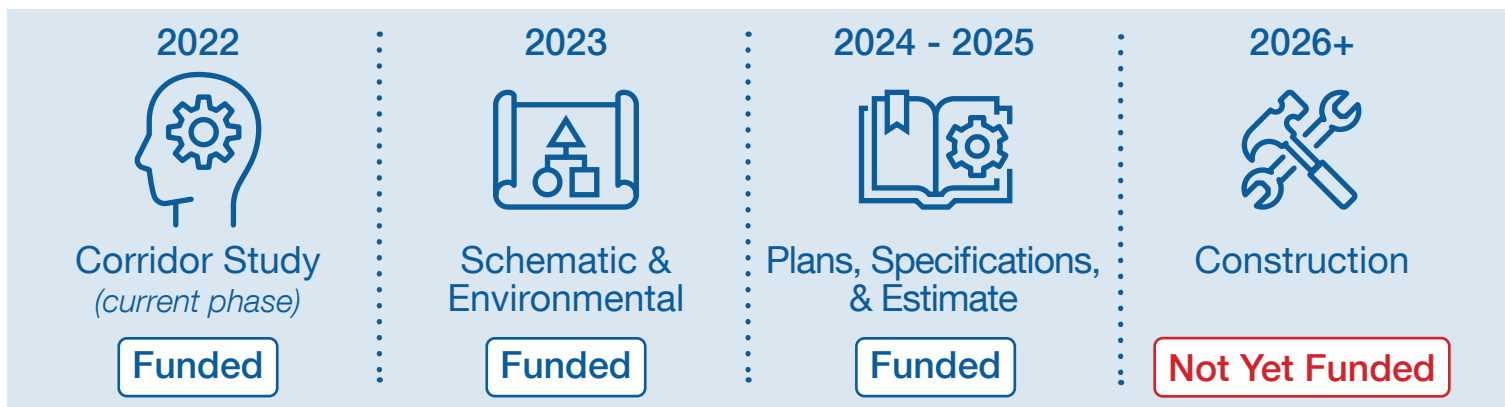 2022
Corridor Study
(current phase)
Funded
2023
Schematic &
Environmental
Funded
2024 - 2025
Plans, Specifications,
& Estimate
Funded
2026+
Construction
Not Yet Funded